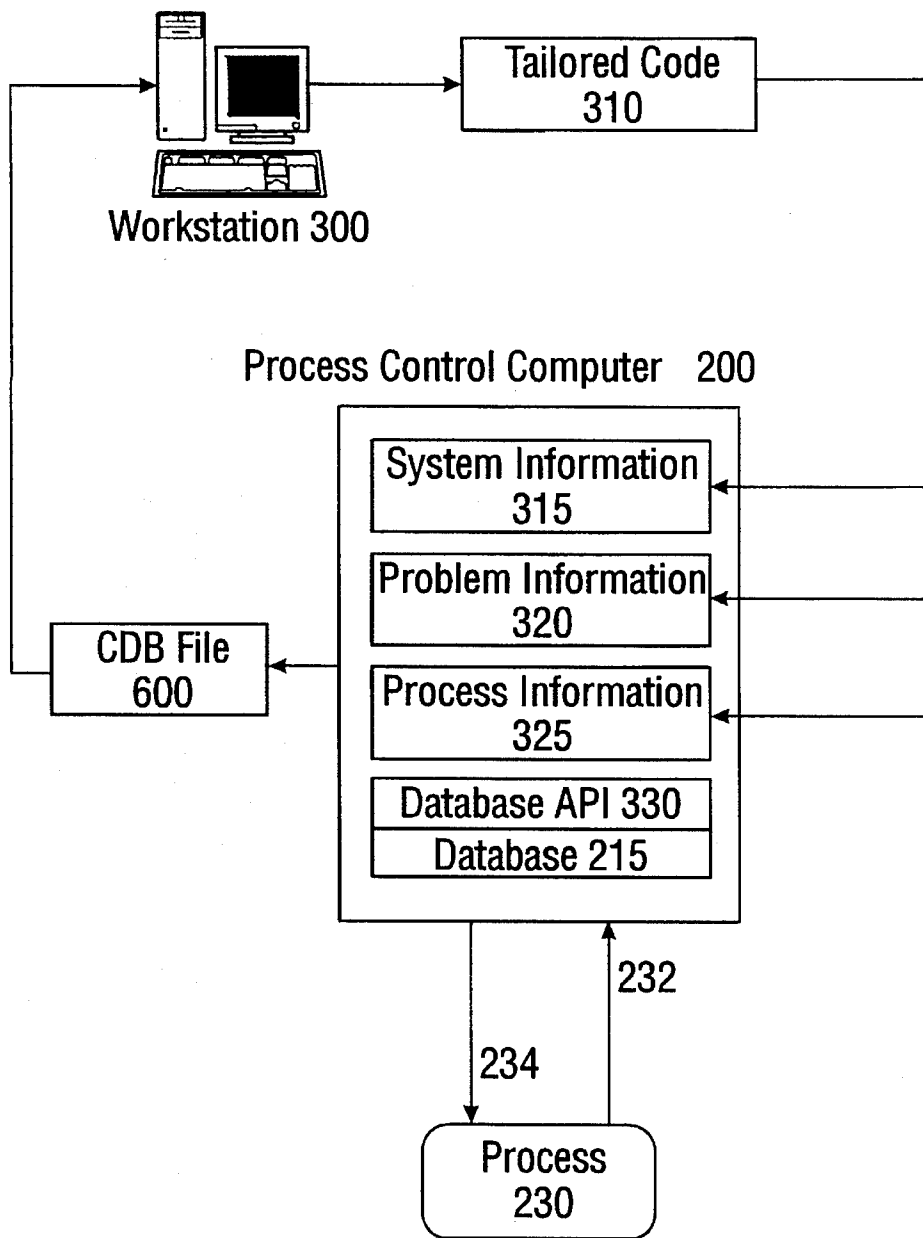 Tailored Code
310
Workstation 300
Process Control Computer 200
System Information
315
Problem Information
320
CDB File
600
Process Information
325
Database API 330
Database 215
232
234
Process
230